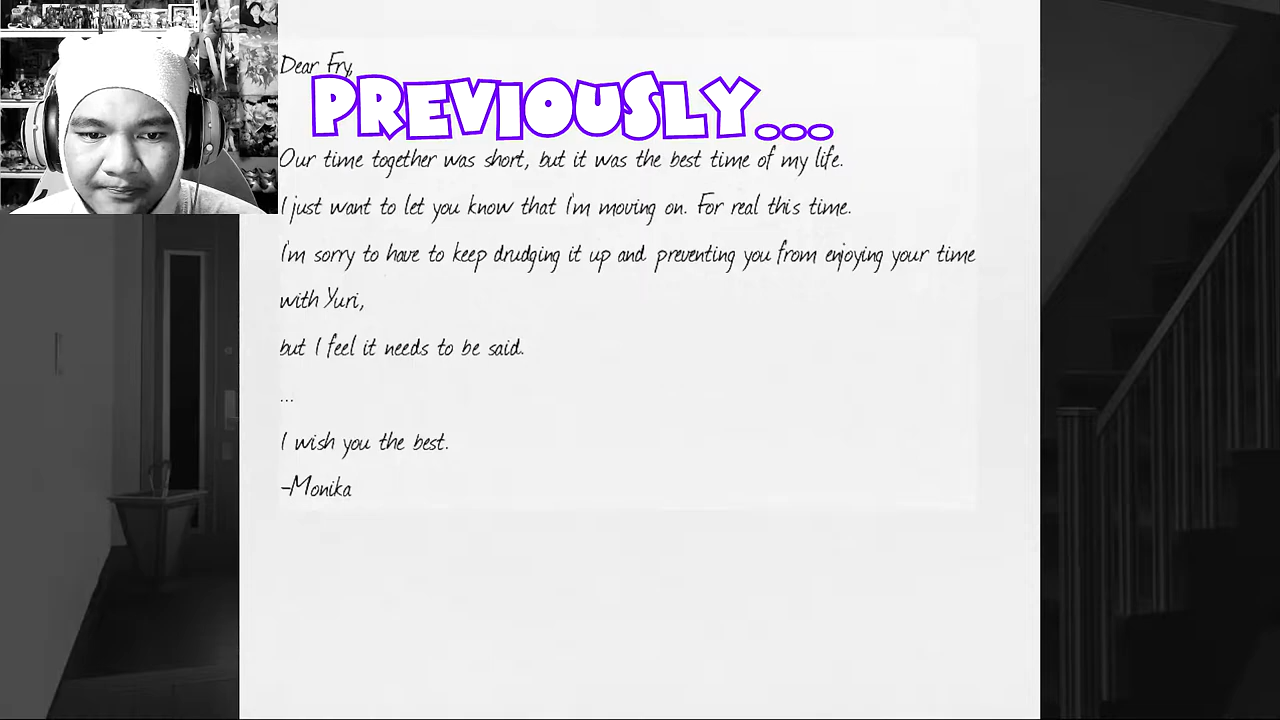 Dear Fry,
PREVIOUSLY...
Our time together was short, but it was the best time of my life.
I just want to let you know that I'm moving on. For real this time.
I'm sorry to have to keep drudging it up and preventing you from enjoying your time
with Yuri,
but I feel it needs to be said.
...
I wish you the best.
-Monika